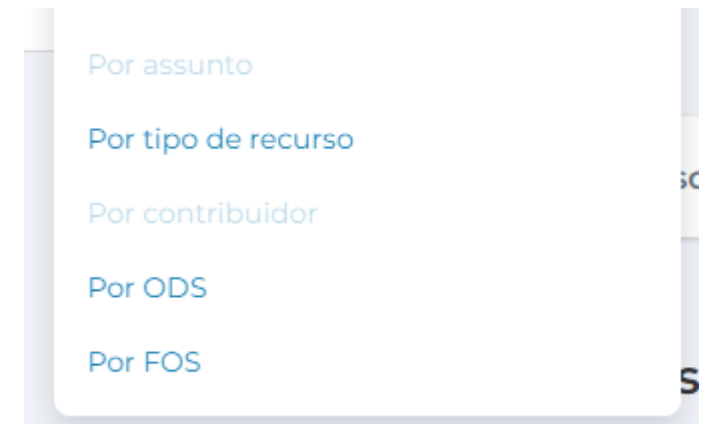 Por assunto
Por tipo de recurso
Por contribuidor
Por ODS
Por FOS